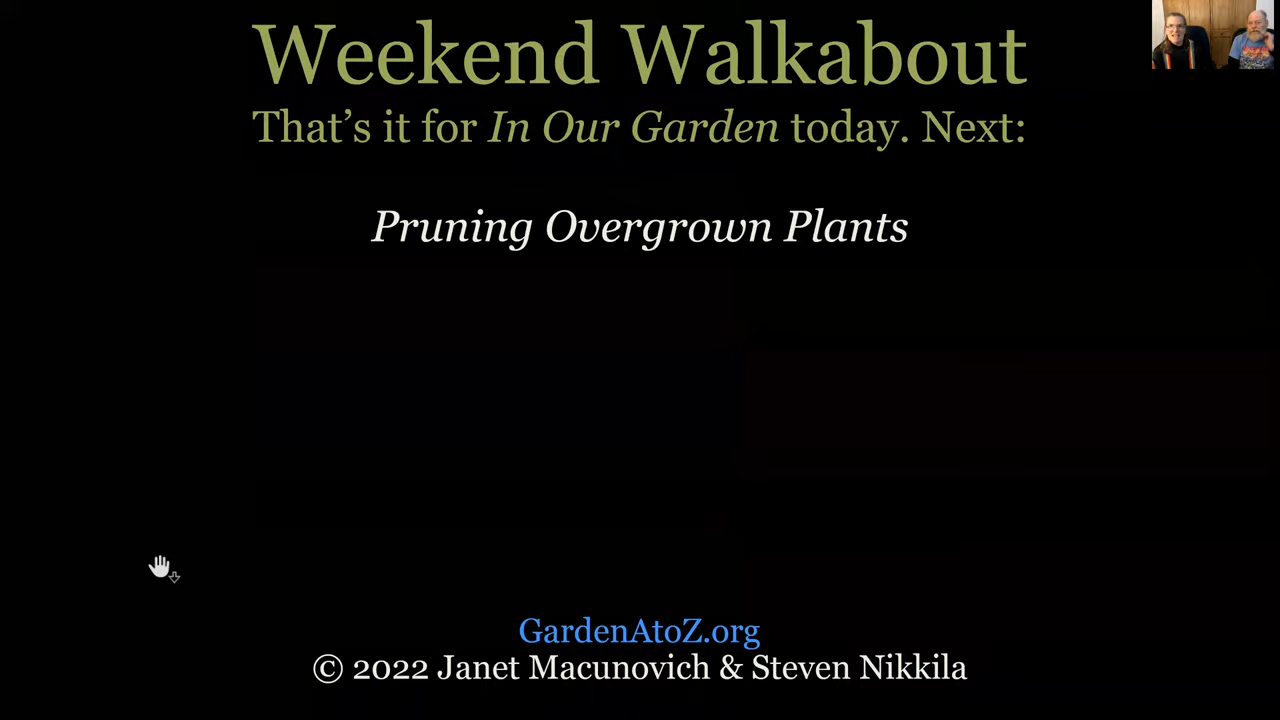 Weekend Walkabout
That's it for In Our Garden today. Next:
Pruning Overgrown Plants
GardenAtoZ.org
© 2022 Janet Macunovich & Steven Nikkila